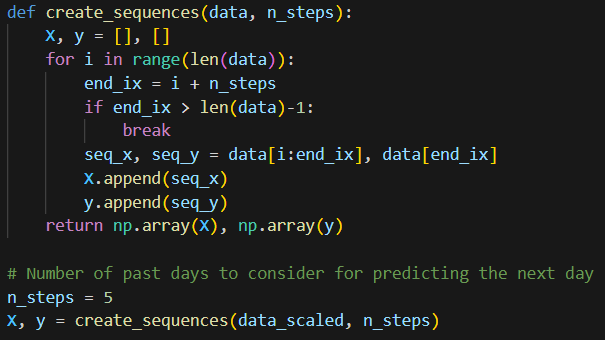 def create_sequences(data, n_steps):
    X, y = [], []
    for i in range(len(data)):
        end_ix = i + n_steps
        if end_ix > len(data)-1:
            break
        seq_x, seq_y = data[i:end_ix], data[end_ix]
        X.append(seq_x)
        y.append(seq_y)
    return np.array(X), np.array(y)

# Number of past days to consider for predicting the next day
n_steps = 5
X, y = create_sequences(data_scaled, n_steps)